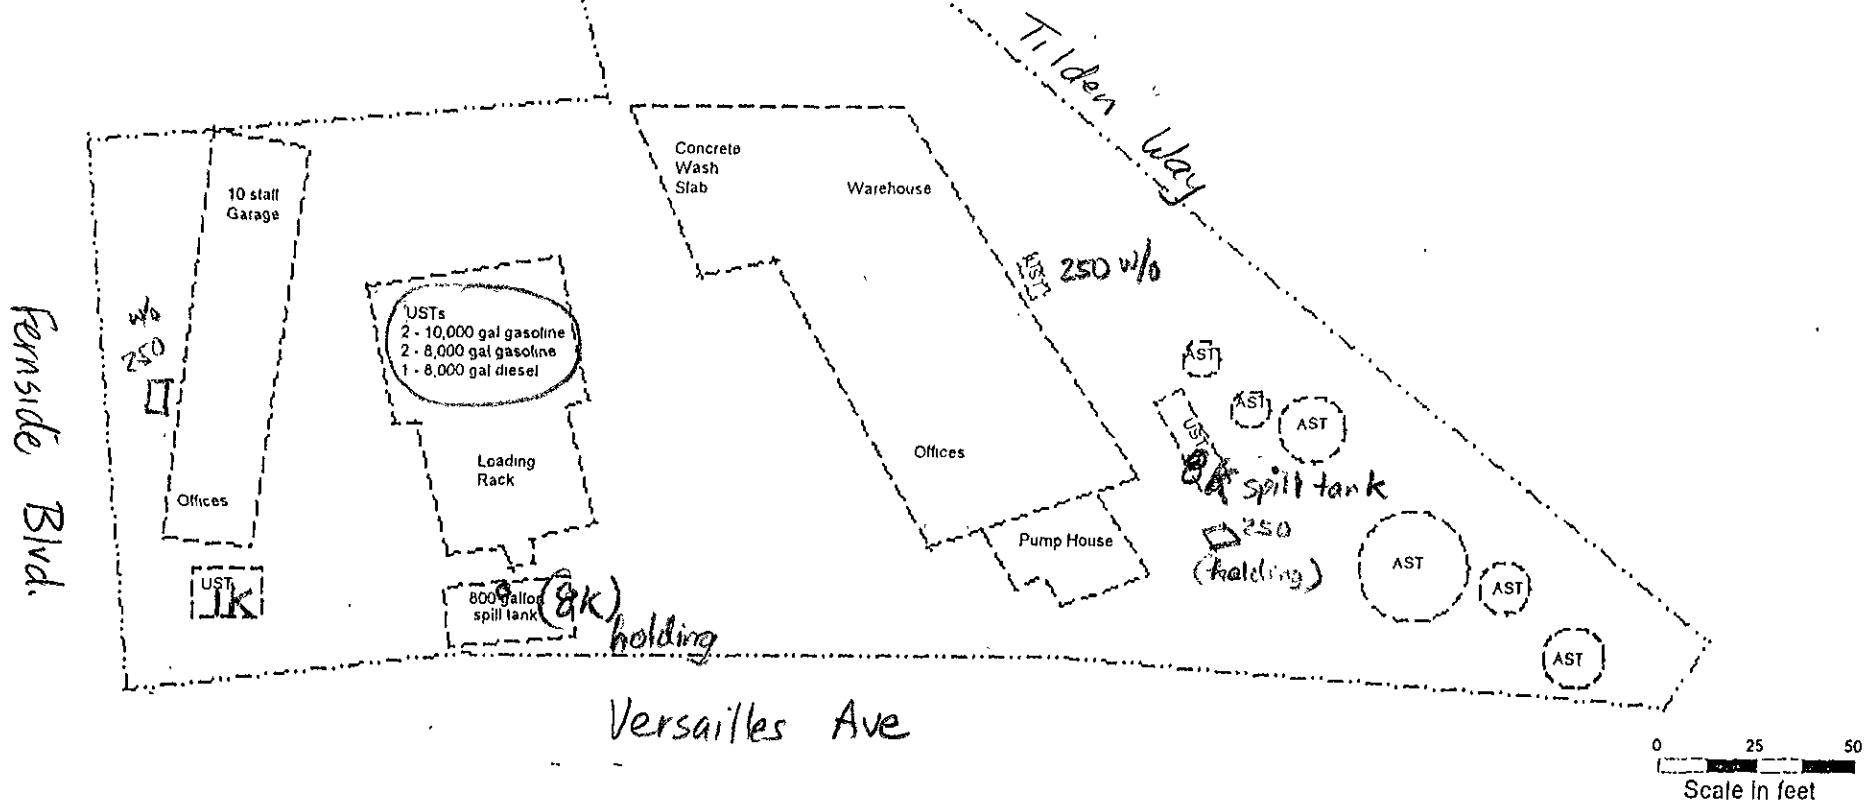 Tilden Way
Concrete
Wash
Slab
Warehouse
10 stall
Garage
UST
250 w/o
w/o
250
USTs
2 - 10,000 gal gasoline
2 - 8,000 gal gasoline
1 - 8,000 gal diesel
AST
AST
AST
UST
Fernside Blvd.
Loading
Rack
Offices
8K spill tank
Offices
250
(holding)
Pump House
AST
AST
UST
1K
800 gallon
spill tank
(8K)
holding
AST
Versailles Ave
0 25 50
Scale in feet